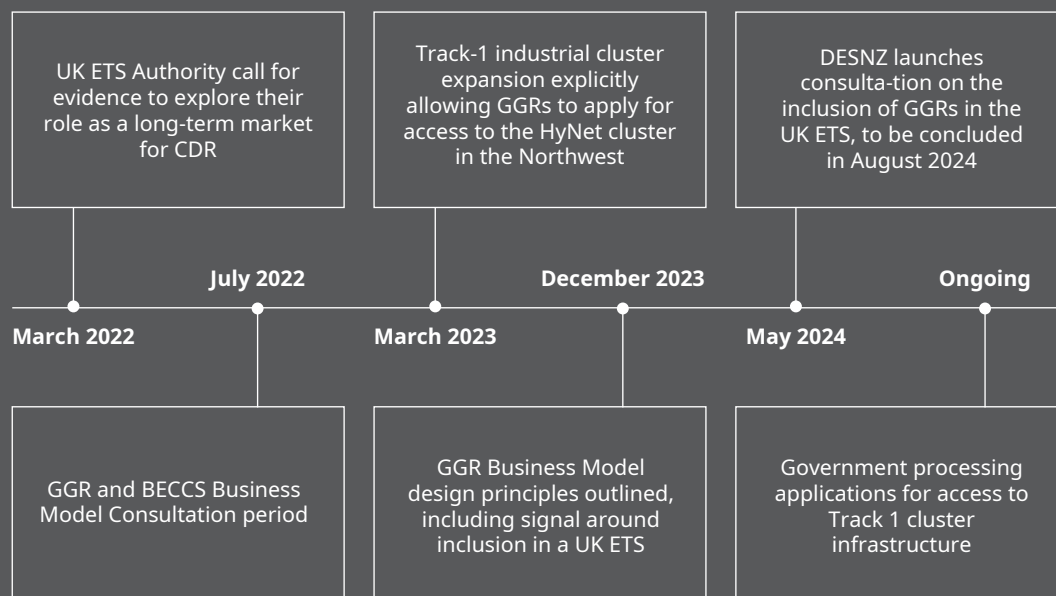 UK ETS Authority call for
evidence to explore their
role as a long-term market
for CDR
Track-1 industrial cluster
expansion explicitly
allowing GGRs to apply for
access to the HyNet cluster
in the Northwest
DESNZ launches
consulta-tion on the
inclusion of GGRs in the
UK ETS, to be concluded
in August 2024
July 2022
December 2023
Ongoing
March 2022
March 2023
May 2024
GGR and BECCS Business
Model Consultation period
GGR Business Model
design principles outlined,
including signal around
inclusion in a UK ETS
Government processing
applications for access to
Track 1 cluster
infrastructure